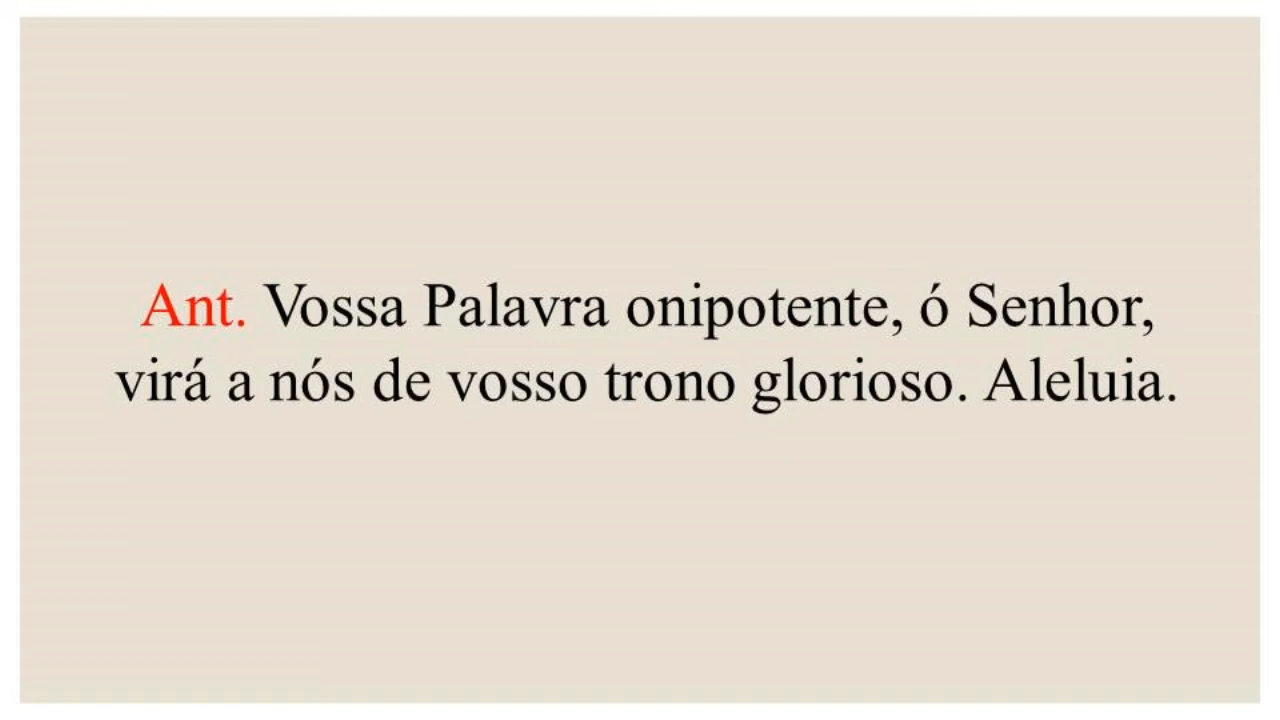 Ant. Vossa Palavra onipotente, ó Senhor,
virá a nós de vosso trono glorioso. Aleluia.